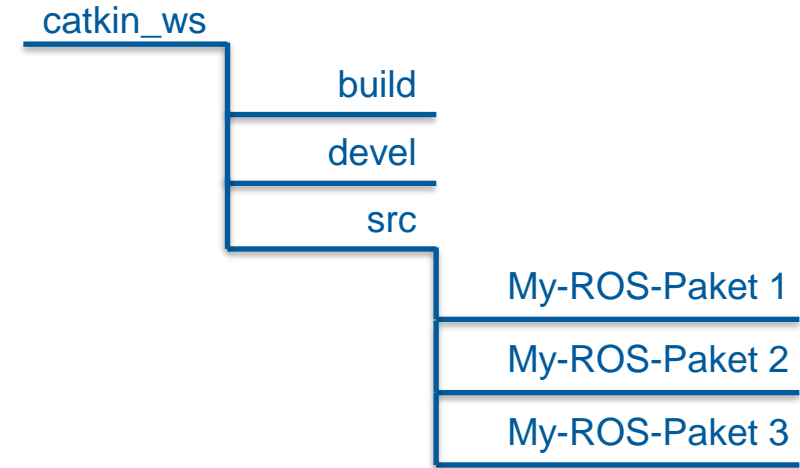 catkin_ws
build
devel
src
My-ROS-Paket 1
My-ROS-Paket 2
My-ROS-Paket 3